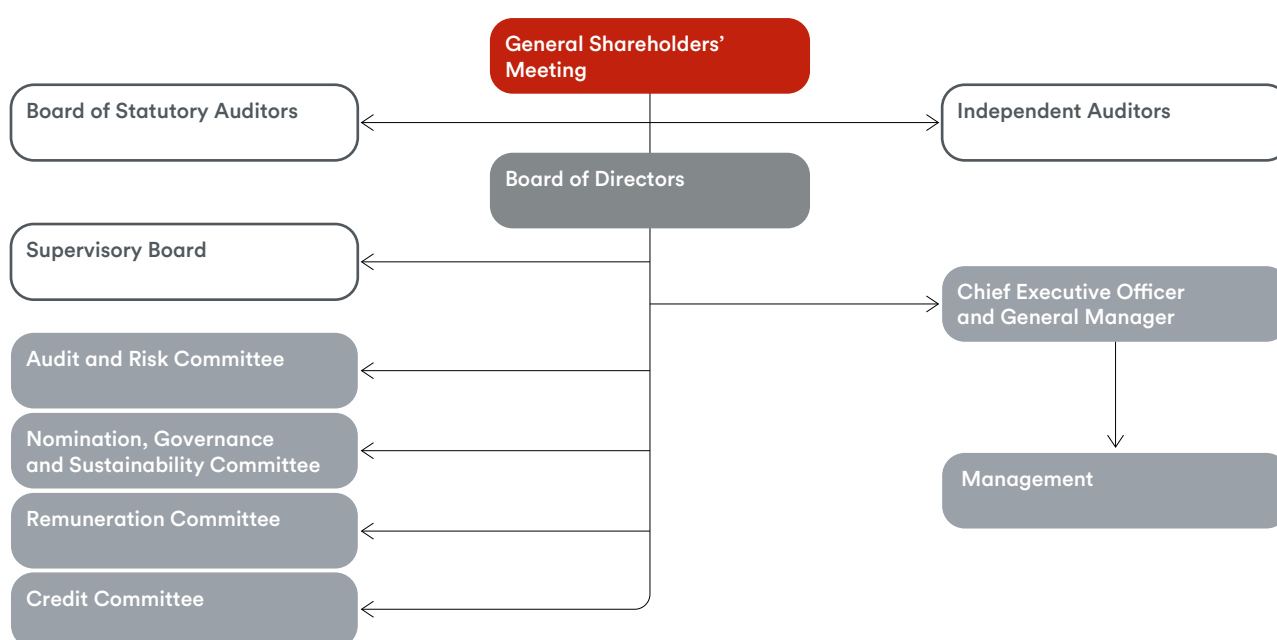 General Shareholders’
Meeting
Board of Statutory Auditors
Independent Auditors
Board of Directors
Supervisory Board
Chief Executive Officer
and General Manager
Audit and Risk Committee
Nomination, Governance
and Sustainability Committee
Management
Remuneration Committee
Credit Committee